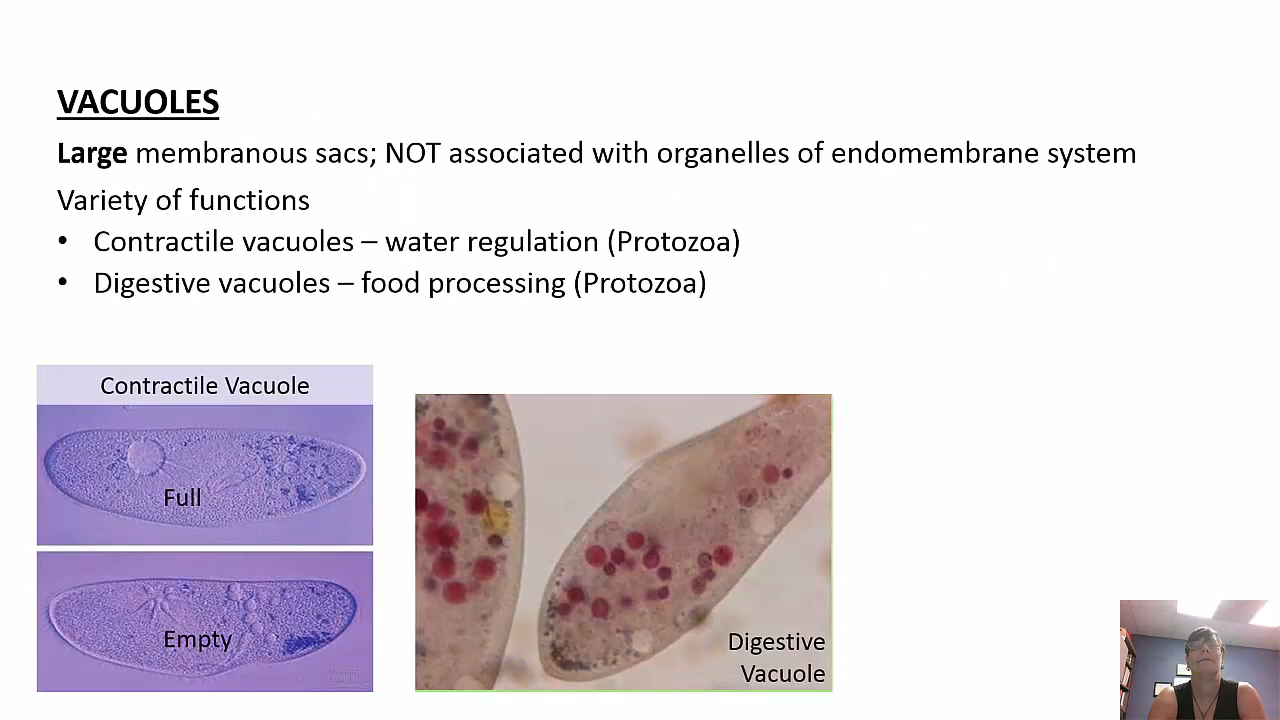 VACUOLES
Large membranous sacs; NOT associated with organelles of endomembrane system
Variety of functions
• Contractile vacuoles – water regulation (Protozoa)
• Digestive vacuoles – food processing (Protozoa)
Contractile Vacuole
Full
Empty
Digestive
Vacuole